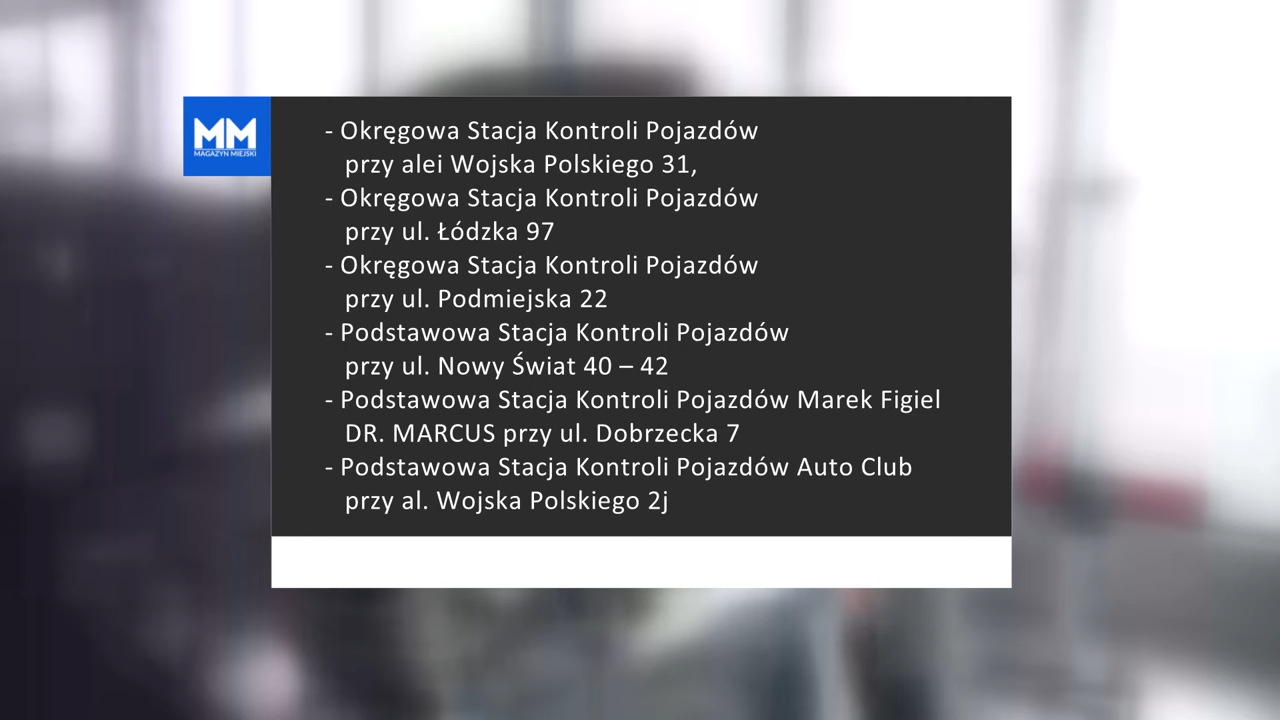 MM
MAGAZYN MIEJSKI
- Okręgowa Stacja Kontroli Pojazdów
przy alei Wojska Polskiego 31,
- Okręgowa Stacja Kontroli Pojazdów
przy ul. Łódzka 97
- Okręgowa Stacja Kontroli Pojazdów
przy ul. Podmiejska 22
- Podstawowa Stacja Kontroli Pojazdów
przy ul. Nowy Świat 40 – 42
- Podstawowa Stacja Kontroli Pojazdów Marek Figiel
DR. MARCUS przy ul. Dobrzecka 7
- Podstawowa Stacja Kontroli Pojazdów Auto Club
przy al. Wojska Polskiego 2j